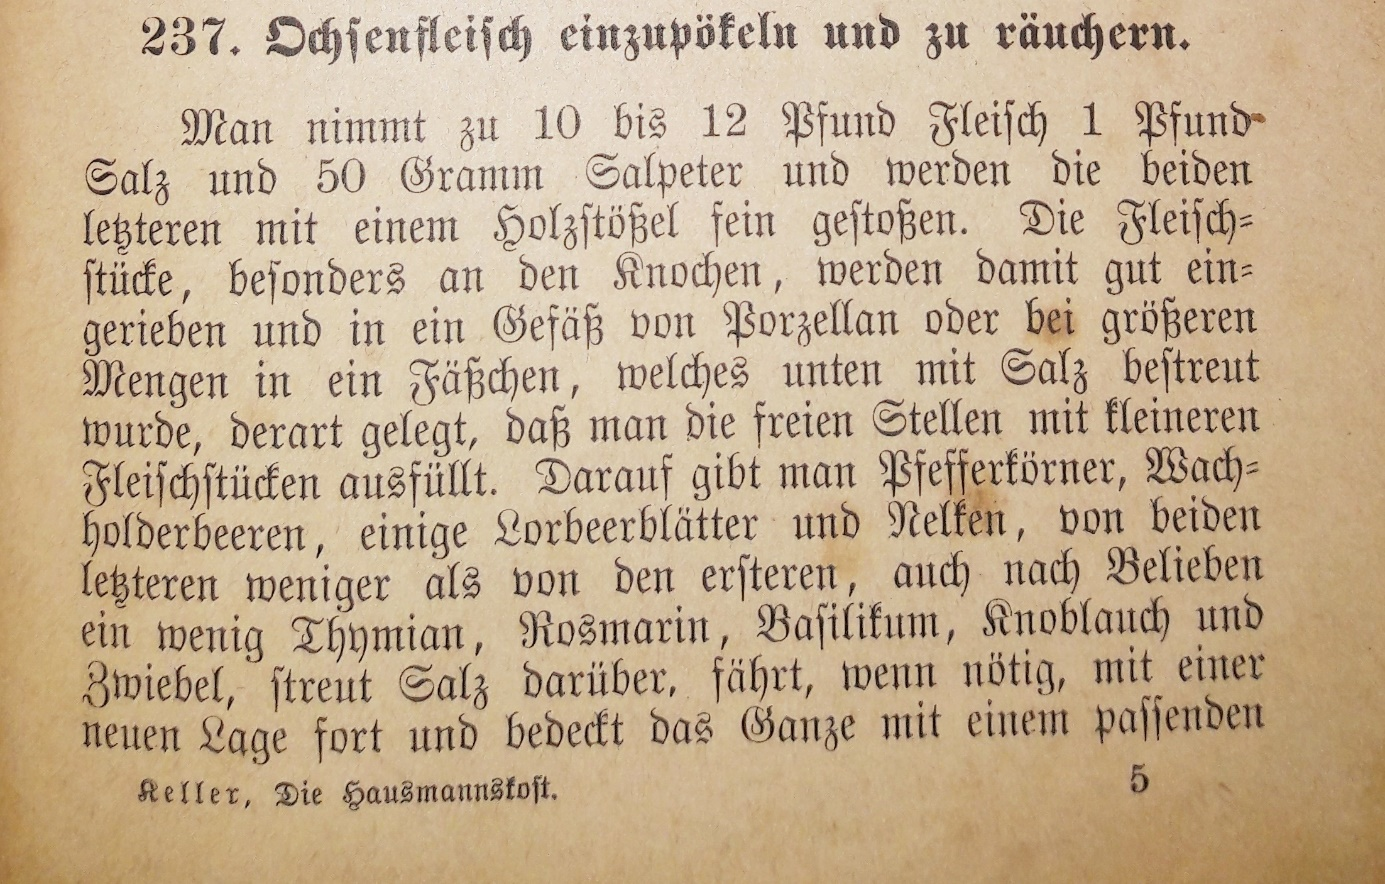 237. Ochsenfleisch einzupökeln und zu räuchern.
Man nimmt zu 10 bis 12 Pfund Fleisch 1 Pfund
Salz und 50 Gramm Salpeter und werden die beiden
letzteren mit einem Holzstößel fein gestoßen. Die Fleisch-
stücke, besonders an den Knochen, werden damit gut ein-
gerieben und in ein Gefäß von Porzellan oder bei größeren
Mengen in ein Fäßchen, welches unten mit Salz bestreut
wurde, derart gelegt, daß man die freien Stellen mit kleineren
Fleischstücken ausfüllt. Darauf gibt man Pfefferkörner, Wach-
holderbeeren, einige Lorbeerblätter und Nelken, von beiden
letzteren weniger als von den ersteren, auch nach Belieben
ein wenig Thymian, Rosmarin, Basilikum, Knoblauch und
Zwiebel, streut Salz darüber, fährt, wenn nötig, mit einer
neuen Lage fort und bedeckt das Ganze mit einem passenden
Keller, Die Hausmannskost. 5